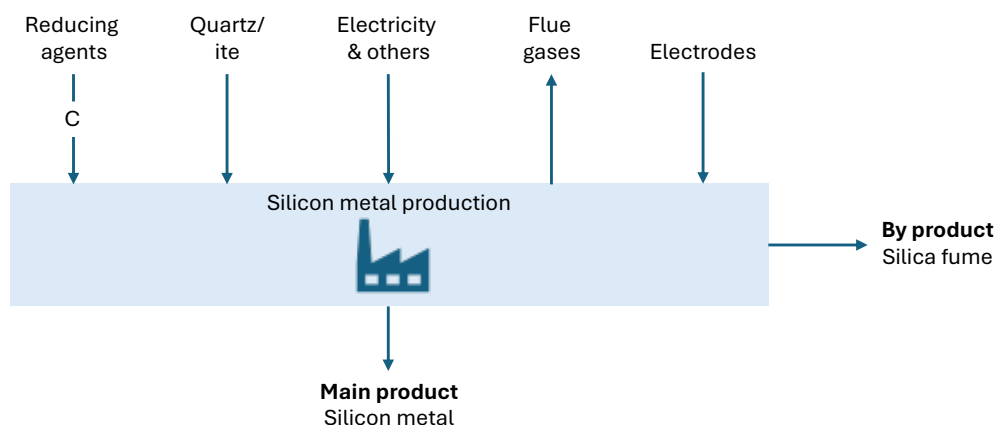 Reducing
agents
Quartz/
ite
Electricity
& others
Flue
gases
Electrodes
C
Silicon metal production
By product
Silica fume
Main product
Silicon metal